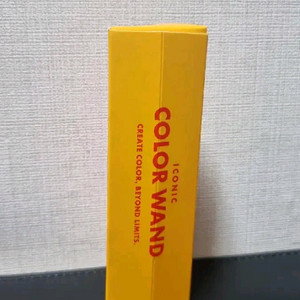 ICONIC
COLOR WAND
CREATE COLOR, BEYOND LIMITS.